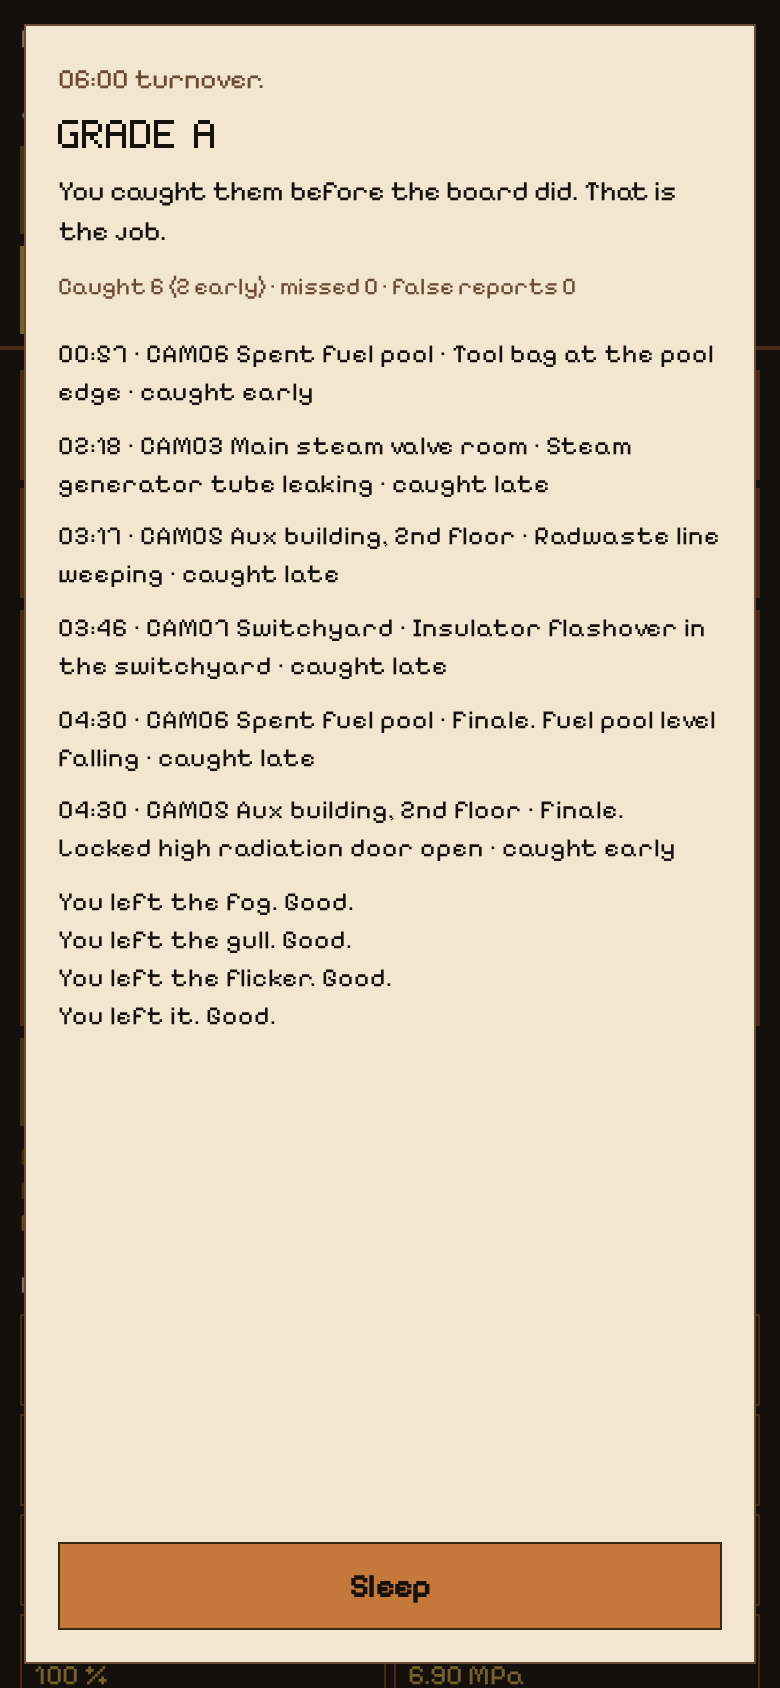 06:00 turnover.
GRADE A
You caught them before the board did. That is
the job.
Caught 6 (2 early) · missed 0 · false reports 0
00:57 · CAM06 Spent fuel pool · Tool bag at the pool
edge · caught early
02:18 · CAM03 Main steam valve room · Steam
generator tube leaking · caught late
03:17 · CAM05 Aux building, 2nd floor · Radwaste line
weeping · caught late
03:46 · CAM07 Switchyard · Insulator flashover in
the switchyard · caught late
04:30 · CAM06 Spent fuel pool · Finale. Fuel pool level
falling · caught late
04:30 · CAM05 Aux building, 2nd floor · Finale.
Locked high radiation door open · caught early
You left the fog. Good.
You left the gull. Good.
You left the flicker. Good.
You left it. Good.
Sleep
100 % 6.90 MPa